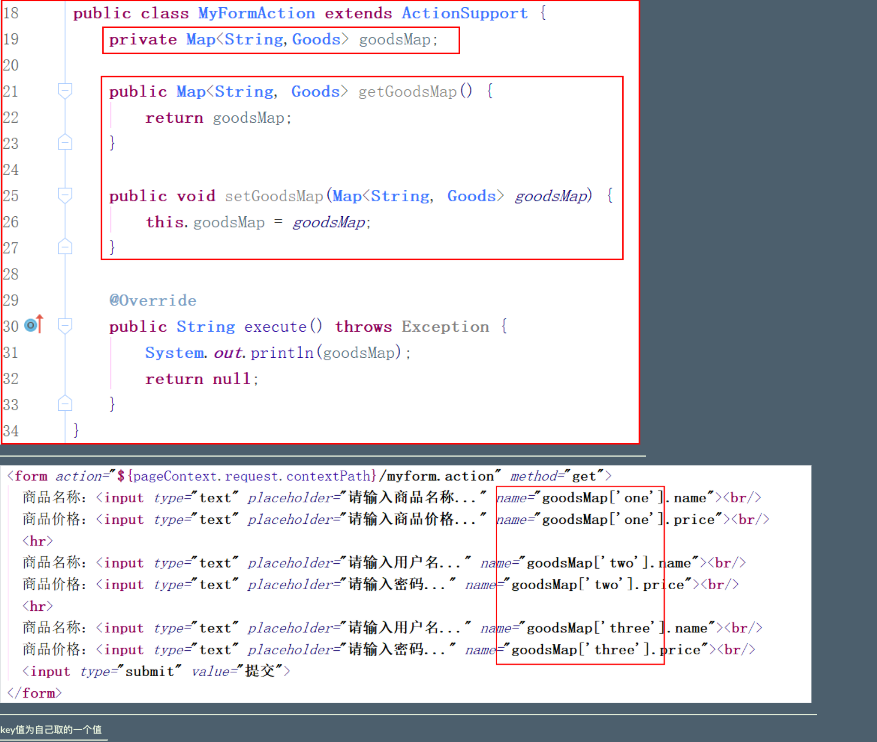 18 public class MyFormAction extends ActionSupport {
19 private Map<String,Goods> goodsMap;
20
21 public Map<String, Goods> getGoodsMap() {
22 return goodsMap;
23 }
24
25 public void setGoodsMap(Map<String, Goods> goodsMap) {
26 this.goodsMap = goodsMap;
27 }
28
29 @Override
30 public String execute() throws Exception {
31 System.out.println(goodsMap);
32 return null;
33 }
34 }
<form action="${pageContext.request.contextPath}/myform.action" method="get">
商品名称: <input type="text" placeholder="请输入商品名称..." name="goodsMap['one'].name"><br/>
商品价格: <input type="text" placeholder="请输入商品价格..." name="goodsMap['one'].price"><br/>
<hr>
商品名称: <input type="text" placeholder="请输入用户名..." name="goodsMap['two'].name"><br/>
商品价格: <input type="text" placeholder="请输入密码..." name="goodsMap['two'].price"><br/>
<hr>
商品名称: <input type="text" placeholder="请输入用户名..." name="goodsMap['three'].name"><br/>
商品价格: <input type="text" placeholder="请输入密码..." name="goodsMap['three'].price"><br/>
<input type="submit" value="提交">
</form>
key值为自己取的一个值